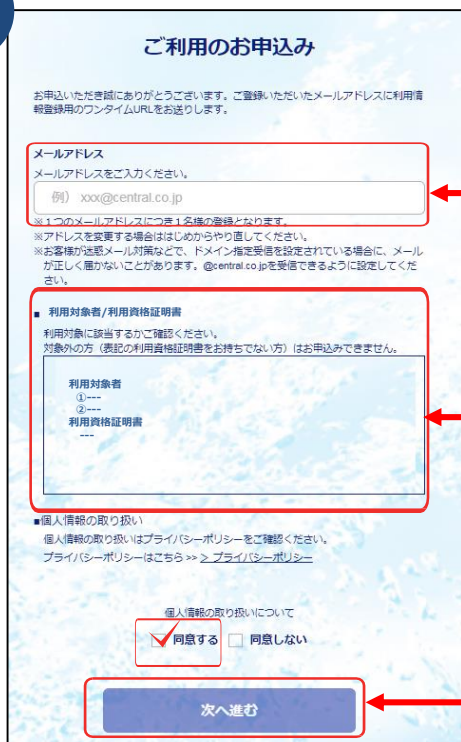 ご利用のお申込み
お申込いただき誠にありがとうございます。ご登録いただいたメールアドレスに利用情
報登録用のワンタイムURLをお送りします。
メールアドレス
メールアドレスをご入力ください。
例） xxx@central.co.jp
※１つのメールアドレスにつき１名様の登録となります。
※アドレスを変更する場合ははじめからやり直してください。
※お客様が迷惑メール対策などで、ドメイン指定受信を設定されている場合に、メール
が正しく届かないことがあります。@central.co.jpを受信できるように設定してくだ
さい。
■ 利用対象者/利用資格証明書
利用対象に該当するかご確認ください。
対象外の方（表記の利用資格証明書をお持ちでない方）はお申込みできません。
利用対象者
①---
②---
利用資格証明書
---
■個人情報の取り扱い
個人情報の取り扱いはプライバシーポリシーをご確認ください。
プライバシーポリシーはこちら >> > プライバシーポリシー
個人情報の取り扱いについて
同意する 同意しない
次へ進む